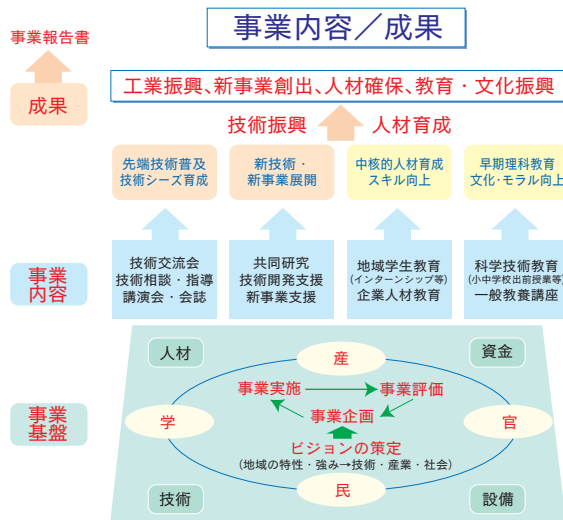 事業内容／成果
事業報告書
成果
工業振興、新事業創出、人材確保、教育・文化振興
技術振興
人材育成
先端技術普及
技術シーズ育成
新技術・
新事業展開
中核的人材育成
スキル向上
早期理科教育
文化・モラル向上
事業
内容
技術交流会
技術相談・指導
講演会・会誌
共同研究
技術開発支援
新事業支援
地域学生教育
(インターンシップ等)
企業人材教育
科学技術教育
(小中学校出前授業等)
一般教養講座
事業
基盤
人材
産
資金
事業実施
事業評価
事業企画
学
官
ビジョンの策定
(地域の特性・強み→技術・産業・社会)
技術
民
設備